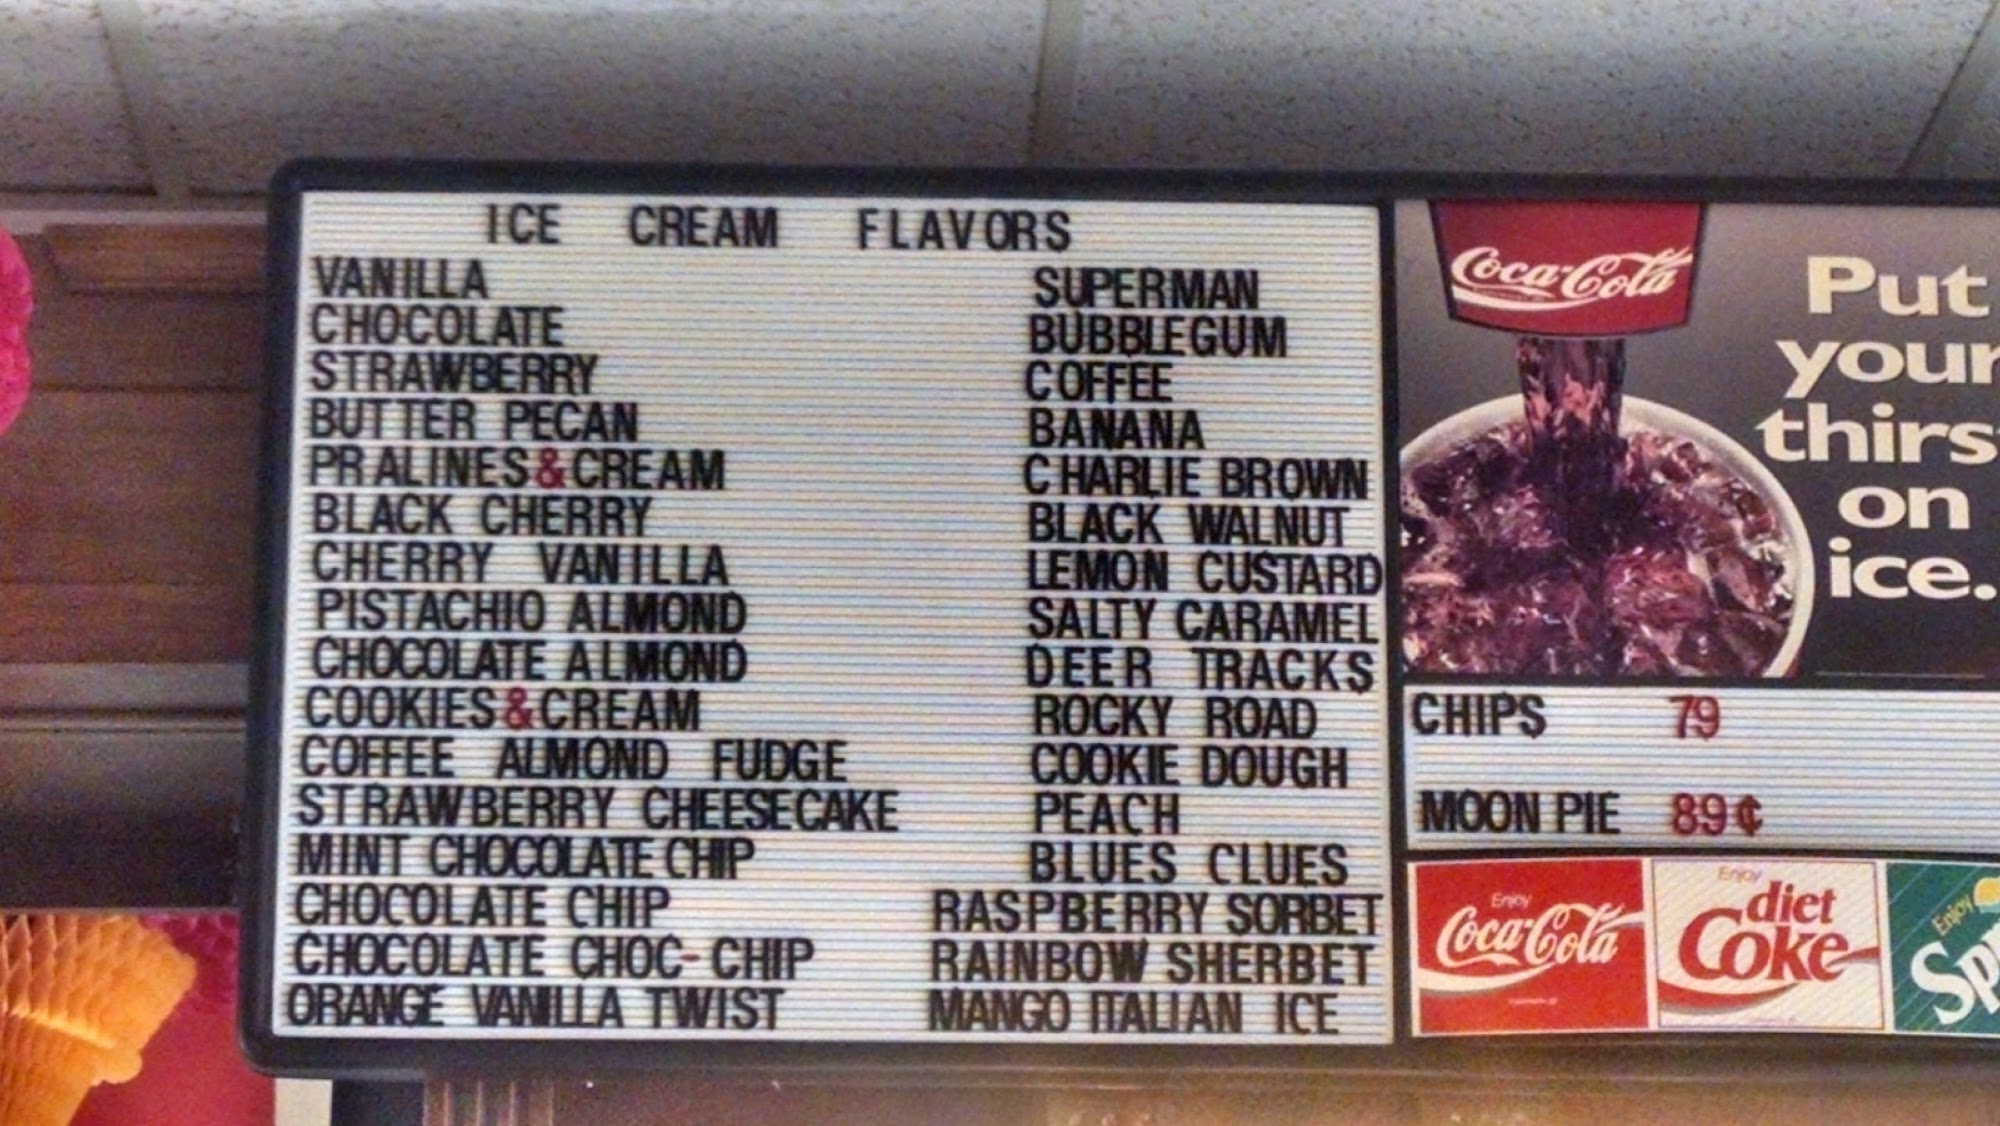 ICE CREAM FLAVORS
VANILLA
CHOCOLATE
STRAWBERRY
BUTTER PECAN
PRALINES&CREAM
BLACK CHERRY
CHERRY VANILLA
PISTACHIO ALMOND
CHOCOLATE ALMOND
COOKIES&CREAM
COFFEE ALMOND FUDGE
STRAWBERRY CHEESECAKE
MINT CHOCOLATE CHIP
CHOCOLATE CHIP
CHOCOLATE CHOC-CHIP
ORANGE VANILLA TWIST
SUPERMAN
BUBBLEGUM
COFFEE
BANANA
CHARLIE BROWN
BLACK WALNUT
LEMON CUSTARD
SALTY CARAMEL
DEER TRACKS
ROCKY ROAD
COOKIE DOUGH
PEACH
BLUES CLUES
RASPBERRY SORBET
RAINBOW SHERBET
MANGO ITALIAN ICE
Coca-Cola
Put
your
thirs
on
ice.
CHIPS 79
MOON PIE 89¢
Enjoy
Coca-Cola
Enjoy
diet
Coke
Enjoy
Sp